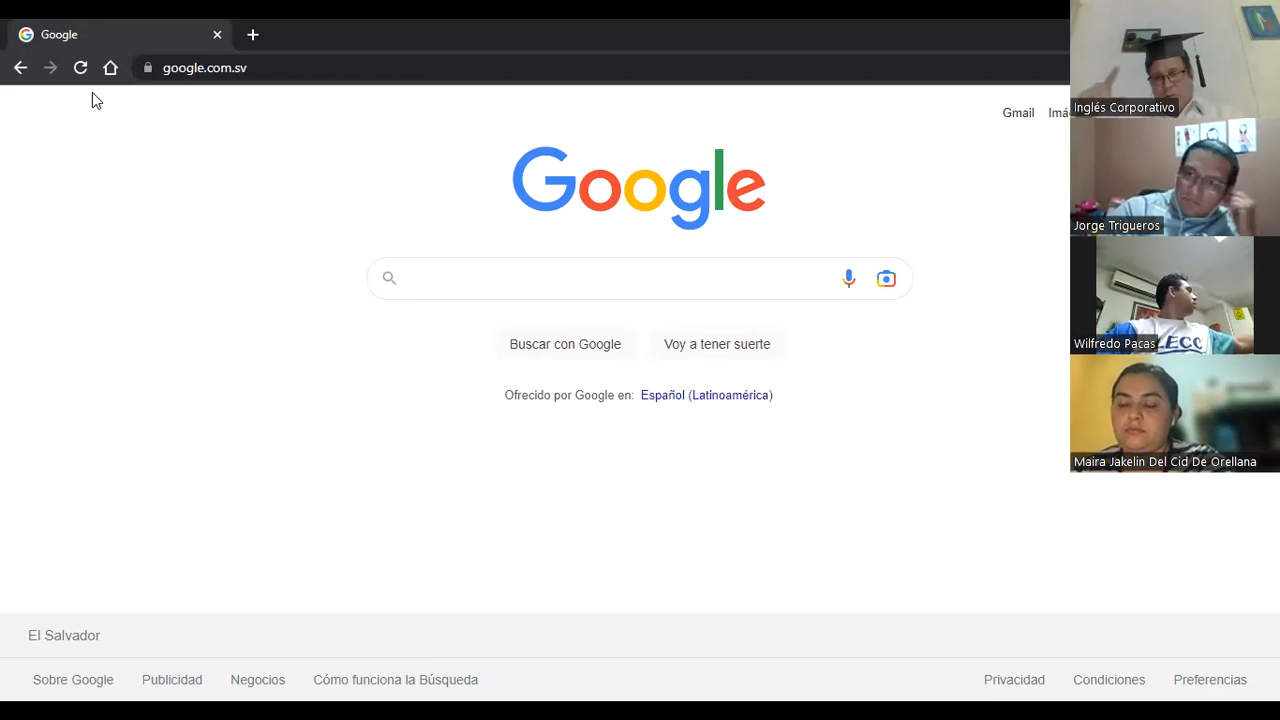 Google
google.com.sv
Gmail Imá
Google
Buscar con Google Voy a tener suerte
Ofrecido por Google en: Español (Latinoamérica)
El Salvador
Sobre Google Publicidad Negocios Cómo funciona la Búsqueda Privacidad Condiciones Preferencias
Inglés Corporativo
Jorge Trigueros
Wilfredo Pacas
Maira Jakelin Del Cid De Orellana